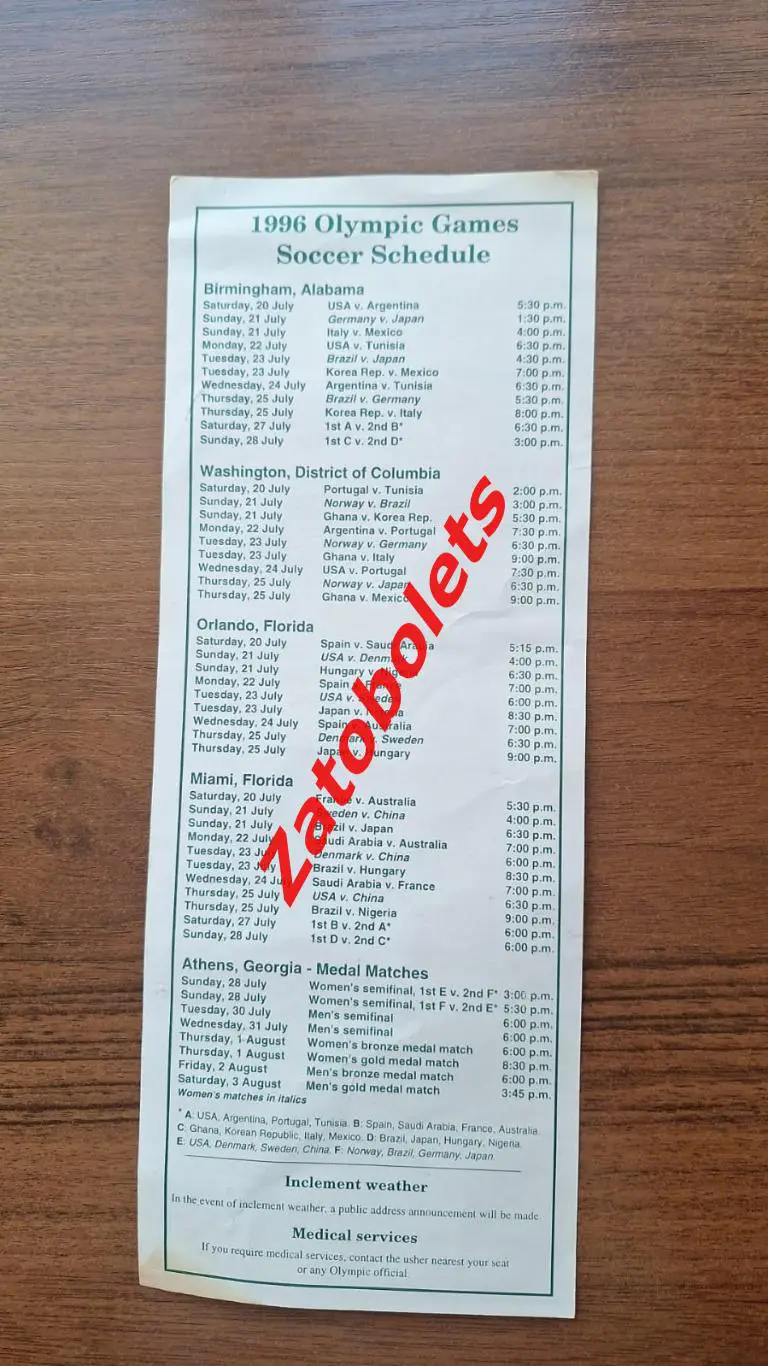 1996 Olympic Games
Soccer Schedule
Birmingham, Alabama
Saturday, 20 July USA v. Argentina 5:30 p.m.
Sunday, 21 July Germany v. Japan 1:30 p.m.
Sunday, 21 July Italy v. Mexico 4:00 p.m.
Monday, 22 July USA v. Tunisia 6:30 p.m.
Tuesday, 23 July Brazil v. Japan 4:30 p.m.
Tuesday, 23 July Korea Rep. v. Mexico 7:00 p.m.
Wednesday, 24 July Argentina v. Tunisia 6:30 p.m.
Thursday, 25 July Brazil v. Germany 5:30 p.m.
Thursday, 25 July Korea Rep. v. Italy 8:00 p.m.
Saturday, 27 July 1st A v. 2nd B* 6:30 p.m.
Sunday, 28 July 1st C v. 2nd D* 3:00 p.m.
Washington, District of Columbia
Saturday, 20 July Portugal v. Tunisia 2:00 p.m.
Sunday, 21 July Norway v. Brazil 3:00 p.m.
Sunday, 21 July Ghana v. Korea Rep. 5:30 p.m.
Monday, 22 July Argentina v. Portugal 7:30 p.m.
Tuesday, 23 July Norway v. Germany 6:30 p.m.
Tuesday, 23 July Ghana v. Italy 9:00 p.m.
Wednesday, 24 July USA v. Portugal 7:30 p.m.
Thursday, 25 July Norway v. Japan 6:30 p.m.
Thursday, 25 July Ghana v. Mexico 9:00 p.m.
Orlando, Florida
Saturday, 20 July Spain v. Saudi Arabia 5:15 p.m.
Sunday, 21 July USA v. Denmark 4:00 p.m.
Sunday, 21 July Hungary v. Nigeria 6:30 p.m.
Monday, 22 July Spain v. France 7:00 p.m.
Tuesday, 23 July USA v. Sweden 6:00 p.m.
Tuesday, 23 July Japan v. Nigeria 8:30 p.m.
Wednesday, 24 July Spain v. Australia 7:00 p.m.
Thursday, 25 July Denmark v. Sweden 6:30 p.m.
Thursday, 25 July Japan v. Hungary 9:00 p.m.
Miami, Florida
Saturday, 20 July France v. Australia 5:30 p.m.
Sunday, 21 July Sweden v. China 4:00 p.m.
Sunday, 21 July Brazil v. Japan 6:30 p.m.
Monday, 22 July Saudi Arabia v. Australia 7:00 p.m.
Tuesday, 23 July Denmark v. China 6:00 p.m.
Tuesday, 23 July Brazil v. Hungary 8:30 p.m.
Wednesday, 24 July Saudi Arabia v. France 7:00 p.m.
Thursday, 25 July USA v. China 6:30 p.m.
Thursday, 25 July Brazil v. Nigeria 9:00 p.m.
Saturday, 27 July 1st B v. 2nd A* 6:00 p.m.
Sunday, 28 July 1st D v. 2nd C* 6:00 p.m.
Athens, Georgia - Medal Matches
Sunday, 28 July Women's semifinal, 1st E v. 2nd F* 3:00 p.m.
Sunday, 28 July Women's semifinal, 1st F v. 2nd E* 5:30 p.m.
Tuesday, 30 July Men's semifinal 6:00 p.m.
Wednesday, 31 July Men's semifinal 6:00 p.m.
Thursday, 1 August Women's bronze medal match 6:00 p.m.
Thursday, 1 August Women's gold medal match 8:30 p.m.
Friday, 2 August Men's bronze medal match 6:00 p.m.
Saturday, 3 August Men's gold medal match 3:45 p.m.
Women's matches in italics
* A: USA, Argentina, Portugal, Tunisia. B: Spain, Saudi Arabia, France, Australia.
C: Ghana, Korean Republic, Italy, Mexico. D: Brazil, Japan, Hungary, Nigeria.
E: USA, Denmark, Sweden, China. F: Norway, Brazil, Germany, Japan
Inclement weather
In the event of inclement weather, a public address announcement will be made.
Medical services
If you require medical services, contact the usher nearest your seat
or any Olympic official.
Zatobolets